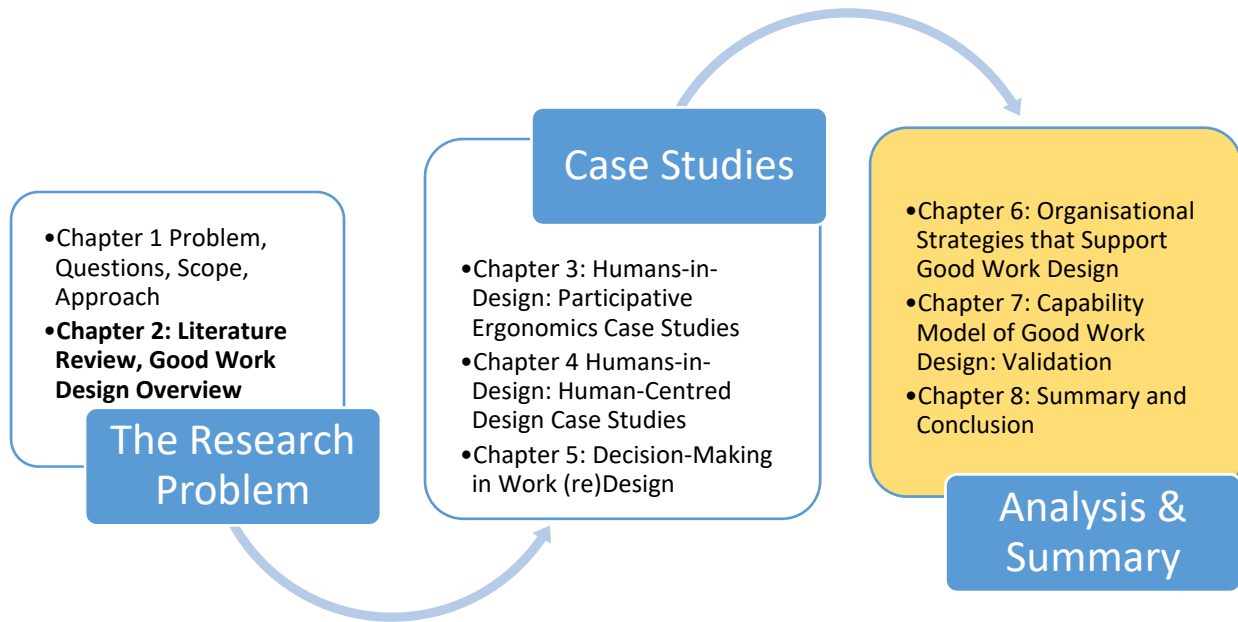 •Chapter 1 Problem,
Questions, Scope,
Approach
•Chapter 2: Literature
Review, Good Work
Design Overview
The Research
Problem
Case Studies
•Chapter 3: Humans-in-
Design: Participative
Ergonomics Case Studies
•Chapter 4 Humans-in-
Design: Human-Centred
Design Case Studies
•Chapter 5: Decision-Making
in Work (re)Design
•Chapter 6: Organisational
Strategies that Support
Good Work Design
•Chapter 7: Capability
Model of Good Work
Design: Validation
•Chapter 8: Summary and
Conclusion
Analysis &
Summary